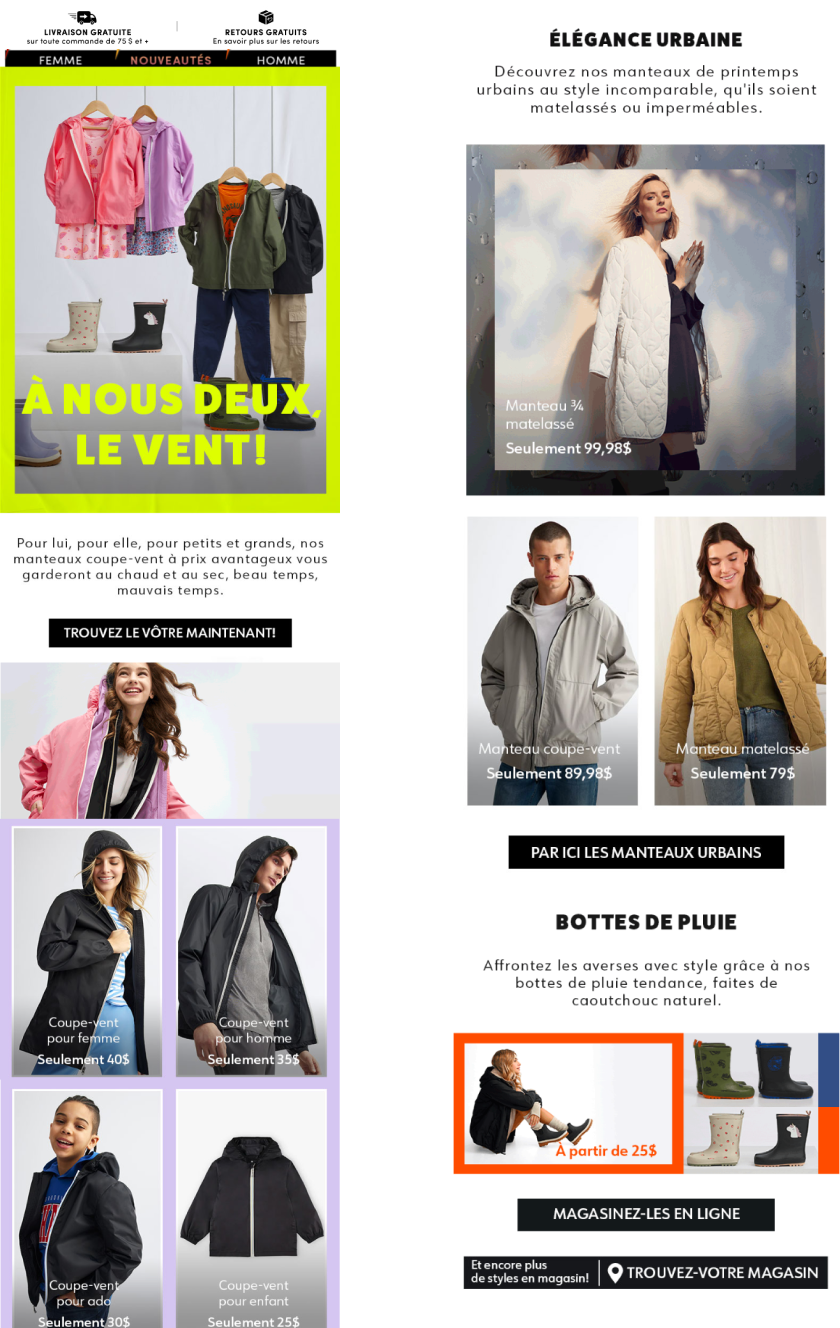 LIVRAISON GRATUITE
sur toute commande de 75 $ et +
RETOURS GRATUITS
En savoir plus sur les retours
FEMME
NOUVEAUTÉS
HOMME
À NOUS DEUX,
LE VENT!
Pour lui, pour elle, pour petits et grands, nos
manteaux coupe-vent à prix avantageux vous
garderont au chaud et au sec, beau temps,
mauvais temps.
TROUVEZ LE VÔTRE MAINTENANT!
Coupe-vent
pour femme
Seulement 40$
Coupe-vent
pour homme
Seulement 35$
Coupe-vent
pour ado
Seulement 30$
Coupe-vent
pour enfant
Seulement 25$
ÉLÉGANCE URBAINE
Découvrez nos manteaux de printemps
urbains au style incomparable, qu'ils soient
matelassés ou imperméables.
Manteau ¾
matelassé
Seulement 99,98$
Manteau coupe-vent
Seulement 89,98$
Manteau matelassé
Seulement 79$
PAR ICI LES MANTEAUX URBAINS
BOTTES DE PLUIE
Affrontez les averses avec style grâce à nos
bottes de pluie tendance, faites de
caoutchouc naturel.
À partir de 25$
MAGASINEZ-LES EN LIGNE
Et encore plus
de styles en magasin!
TROUVEZ-VOTRE MAGASIN